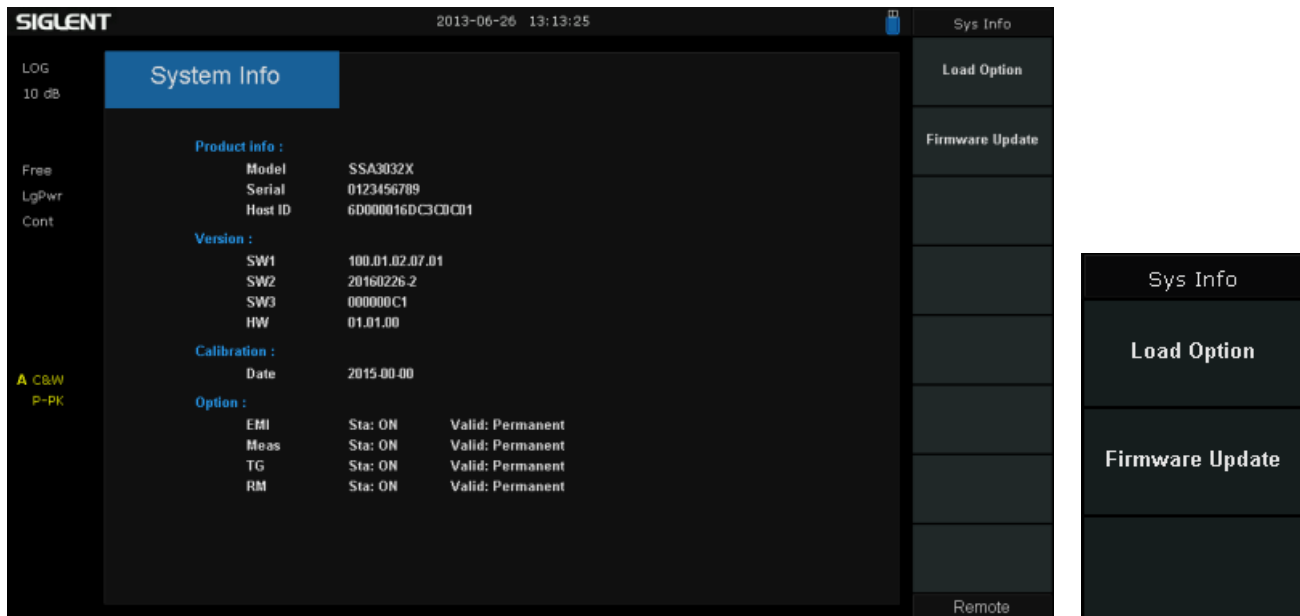 SIGLENT 2013-06-26 13:13:25 Sys Info
LOG
10 dB
Free
LgPwr
Cont
A C&W
P-PK
System Info
Product info :
Model SSA3032X
Serial 0123456789
Host ID 6D000016DC3C0C01
Version :
SW1 100.01.02.07.01
SW2 20160226-2
SW3 000000C1
HW 01.01.00
Calibration :
Date 2015-00-00
Option :
EMI Sta: ON Valid: Permanent
Meas Sta: ON Valid: Permanent
TG Sta: ON Valid: Permanent
RM Sta: ON Valid: Permanent
Load Option
Firmware Update
Remote
Sys Info
Load Option
Firmware Update